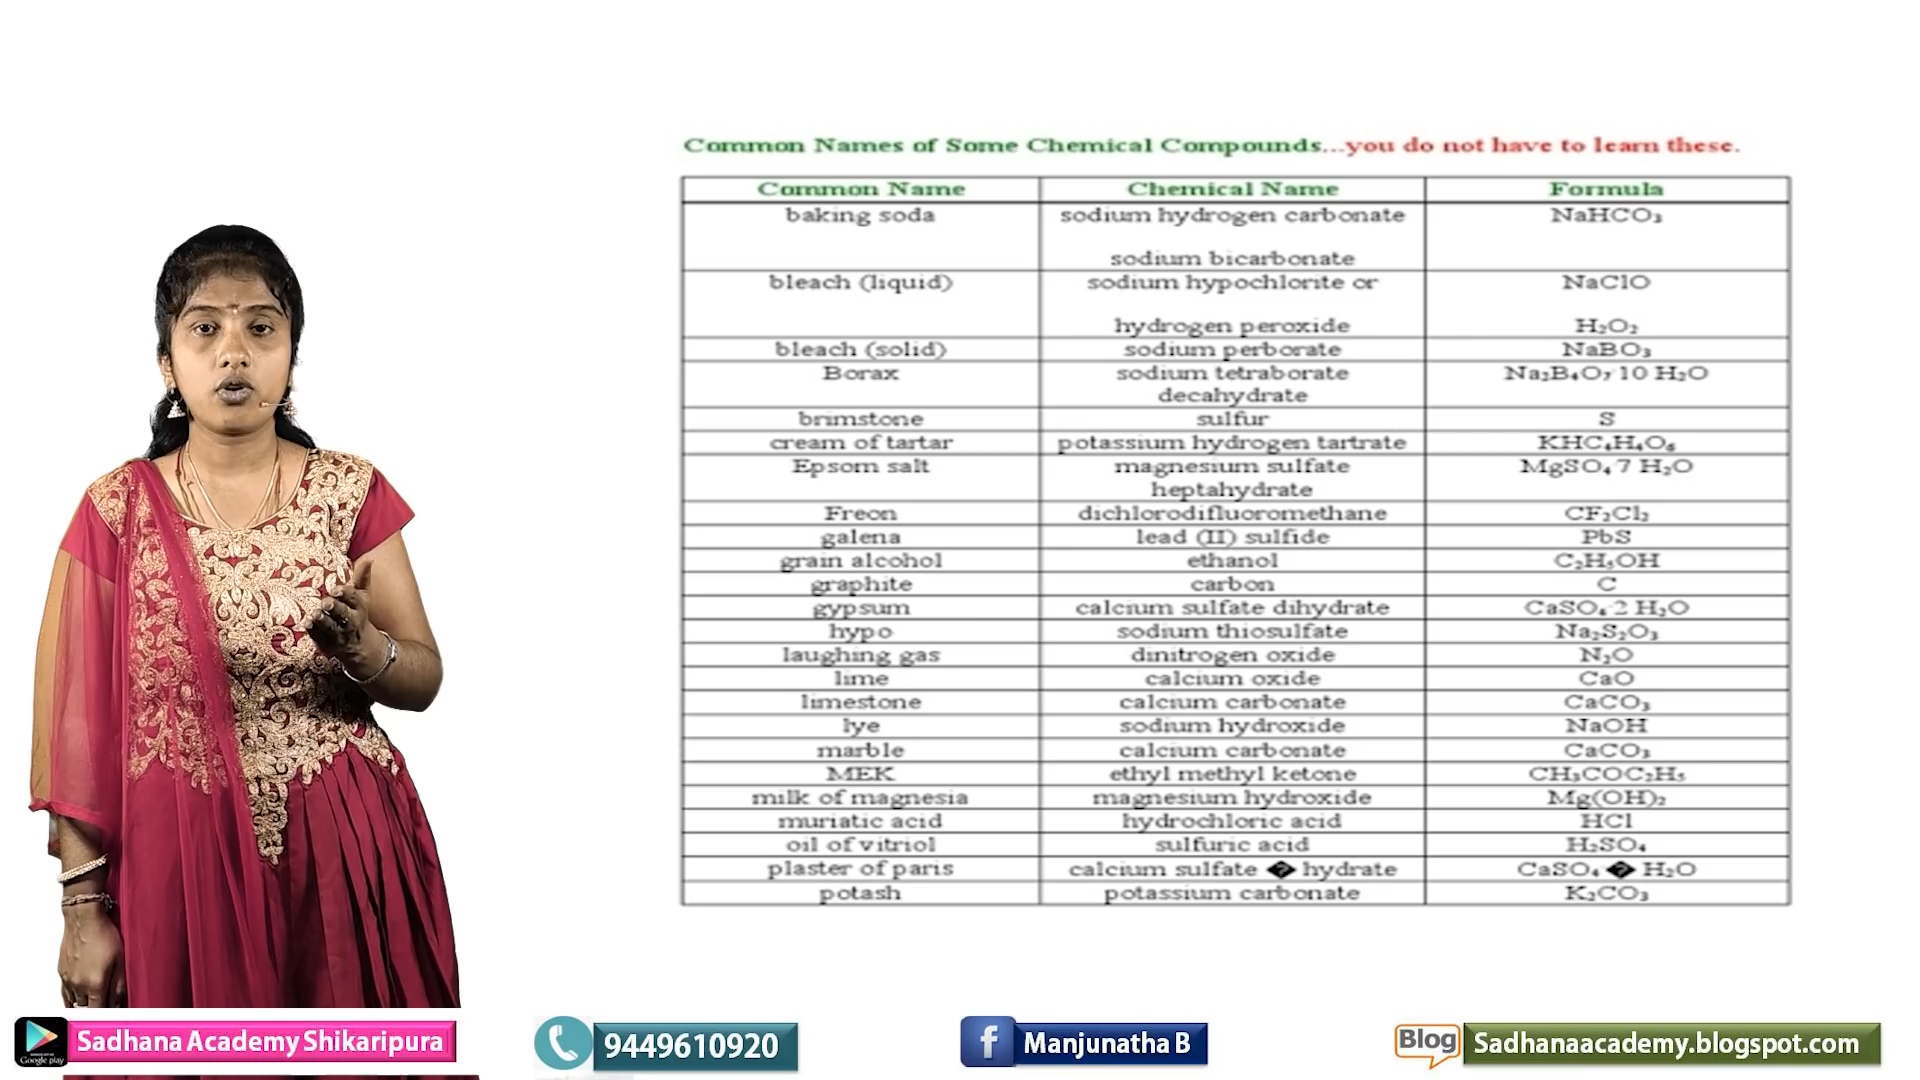 Common Names of Some Chemical Compounds...you do not have to learn these.
Common Name Chemical Name Formula
baking soda sodium hydrogen carbonate NaHCO₃
sodium bicarbonate
bleach (liquid) sodium hypochlorite or NaClO
hydrogen peroxide H₂O₂
bleach (solid) sodium perborate NaBO₃
Borax sodium tetraborate Na₂B₄O₇·10 H₂O
decahydrate
brimstone sulfur S
cream of tartar potassium hydrogen tartrate KHC₄H₄O₆
Epsom salt magnesium sulfate MgSO₄·7 H₂O
heptahydrate
Freon dichlorodifluoromethane CF₂Cl₂
galena lead (II) sulfide PbS
grain alcohol ethanol C₂H₅OH
graphite carbon C
gypsum calcium sulfate dihydrate CaSO₄·2 H₂O
hypo sodium thiosulfate Na₂S₂O₃
laughing gas dinitrogen oxide N₂O
lime calcium oxide CaO
limestone calcium carbonate CaCO₃
lye sodium hydroxide NaOH
marble calcium carbonate CaCO₃
MEK ethyl methyl ketone CH₃COC₂H₅
milk of magnesia magnesium hydroxide Mg(OH)₂
muriatic acid hydrochloric acid HCl
oil of vitriol sulfuric acid H₂SO₄
plaster of paris calcium sulfate � hydrate CaSO₄·� H₂O
potash potassium carbonate K₂CO₃
Google play Sadhana Academy Shikaripura 9449610920 f Manjunatha B Blog Sadhanaacademy.blogspot.com